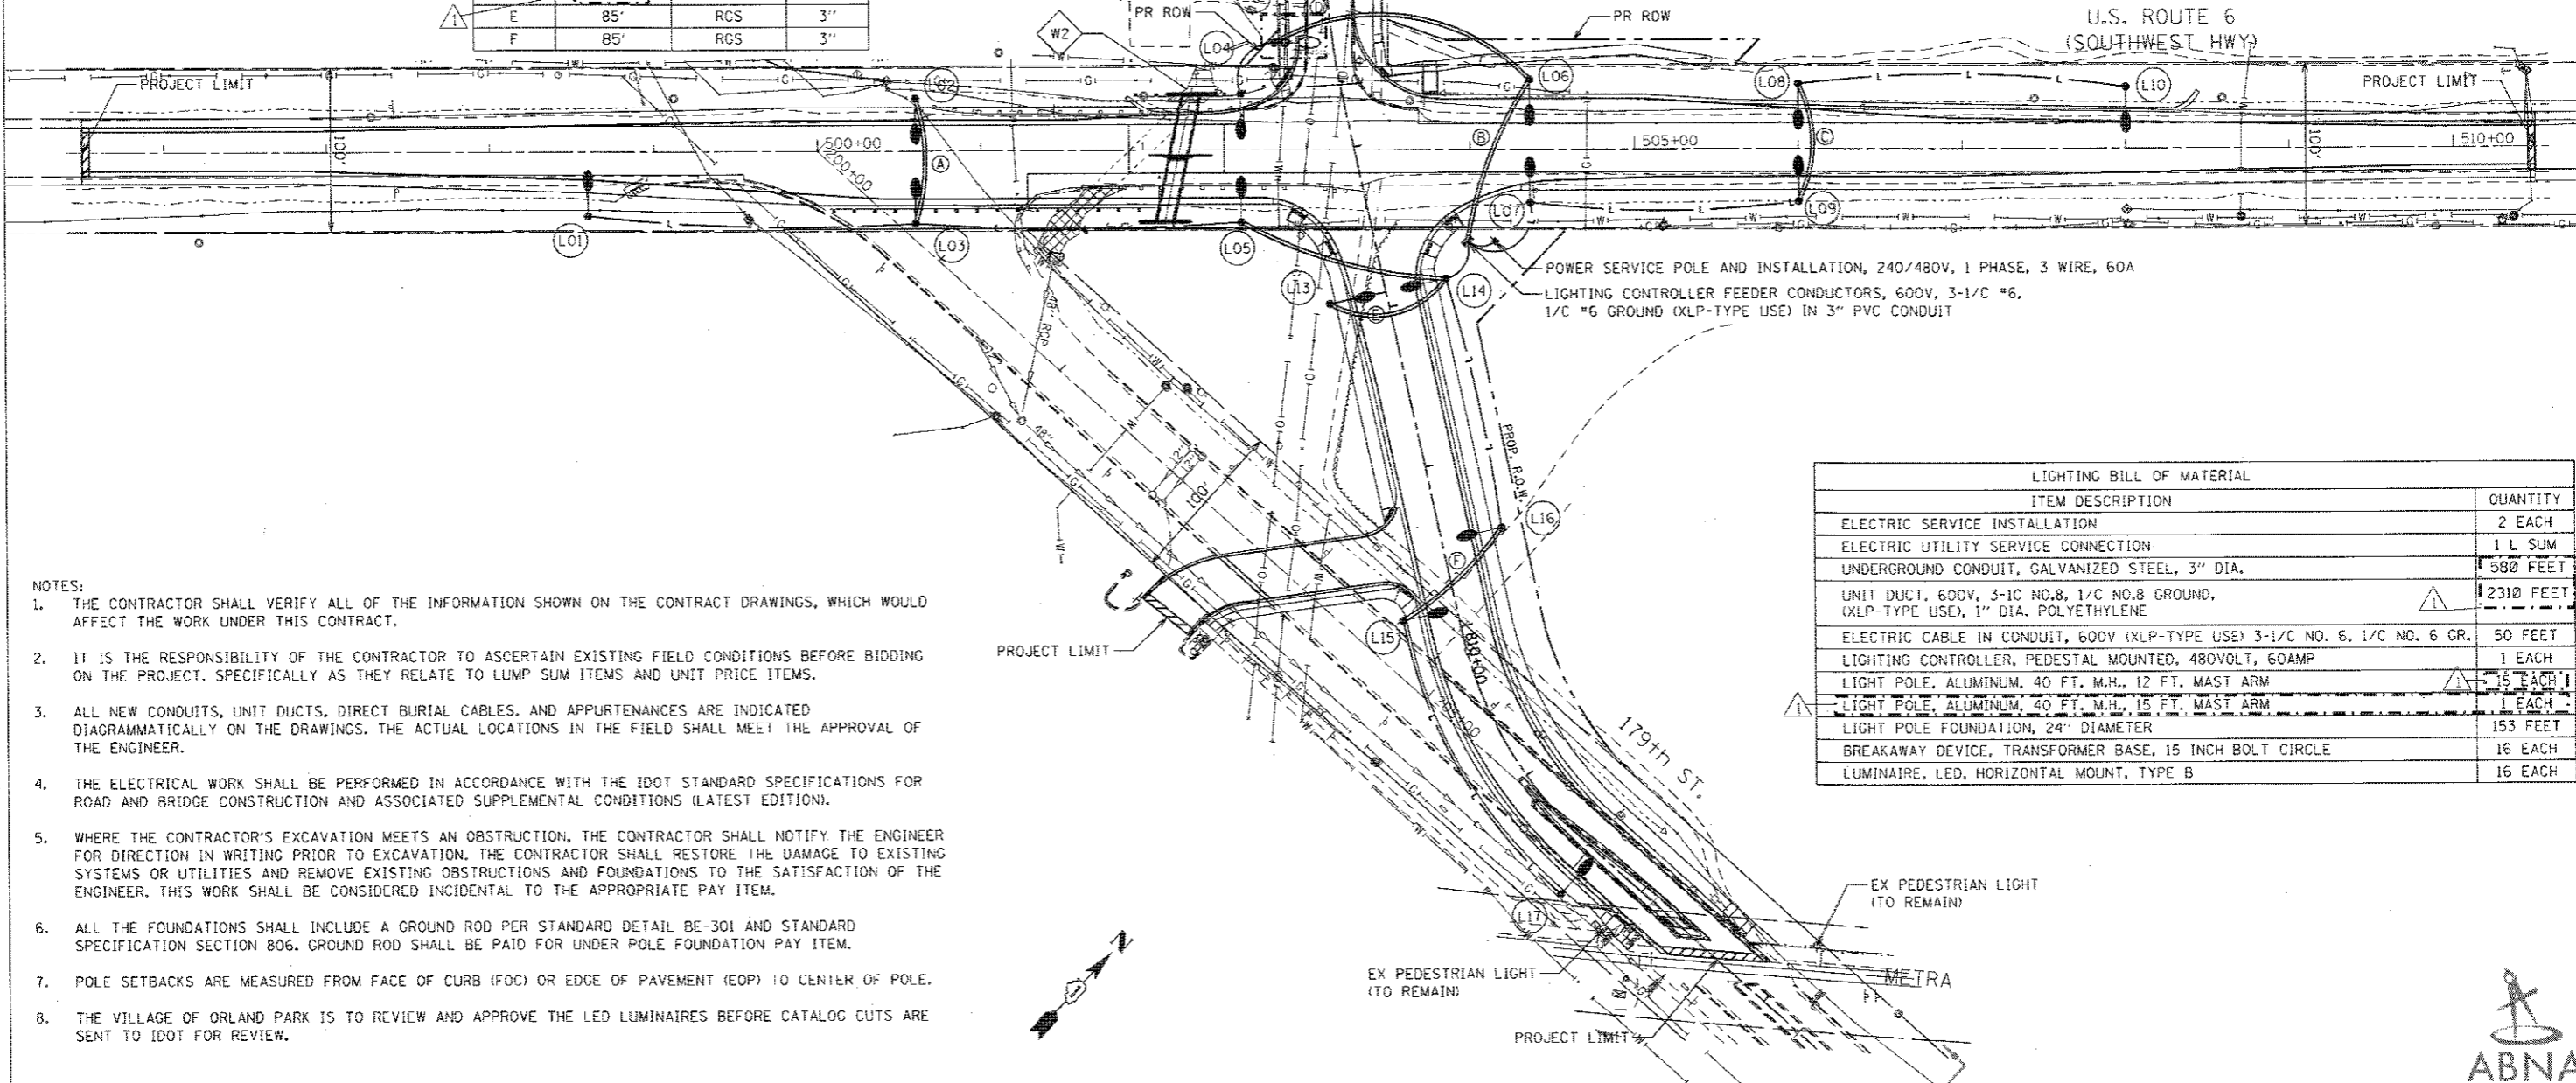 E 85' RGS 3"
F 85' RGS 3"
1
PR ROW
PR ROW
W2
U.S. ROUTE 6
(SOUTHWEST HWY)
PROJECT LIMIT
PROJECT LIMIT
L04
L02
L06
L08
L10
100'
500+00
200+00
A
B
C
D
505+00
510+00
100'
L01
L03
L05
L07
L09
L13
L14
E
POWER SERVICE POLE AND INSTALLATION, 240/480V, 1 PHASE, 3 WIRE, 60A
LIGHTING CONTROLLER FEEDER CONDUCTORS, 600V, 3-1/C #6,
1/C #6 GROUND (XLP-TYPE USE) IN 3" PVC CONDUIT
48" RCP
12"
48"
12"
12"
100'
PROP. R.O.W.
L16
F
L15
810+00
PROJECT LIMIT
179th ST.
L17
EX PEDESTRIAN LIGHT
(TO REMAIN)
EX PEDESTRIAN LIGHT
(TO REMAIN)
METRA
PROJECT LIMIT
N
LIGHTING BILL OF MATERIAL
ITEM DESCRIPTION QUANTITY
ELECTRIC SERVICE INSTALLATION 2 EACH
ELECTRIC UTILITY SERVICE CONNECTION 1 L SUM
UNDERGROUND CONDUIT, GALVANIZED STEEL, 3" DIA. 580 FEET
UNIT DUCT, 600V, 3-1C NO.8, 1/C NO.8 GROUND,
(XLP-TYPE USE), 1" DIA. POLYETHYLENE 1 2310 FEET
ELECTRIC CABLE IN CONDUIT, 600V (XLP-TYPE USE) 3-1/C NO. 6, 1/C NO. 6 GR. 50 FEET
LIGHTING CONTROLLER, PEDESTAL MOUNTED, 480VOLT, 60AMP 1 EACH
LIGHT POLE, ALUMINUM, 40 FT. M.H., 12 FT. MAST ARM 1 15 EACH
1 LIGHT POLE, ALUMINUM, 40 FT. M.H., 15 FT. MAST ARM 1 EACH
LIGHT POLE FOUNDATION, 24" DIAMETER 153 FEET
BREAKAWAY DEVICE, TRANSFORMER BASE, 15 INCH BOLT CIRCLE 16 EACH
LUMINAIRE, LED, HORIZONTAL MOUNT, TYPE B 16 EACH
NOTES:
1. THE CONTRACTOR SHALL VERIFY ALL OF THE INFORMATION SHOWN ON THE CONTRACT DRAWINGS, WHICH WOULD
AFFECT THE WORK UNDER THIS CONTRACT.
2. IT IS THE RESPONSIBILITY OF THE CONTRACTOR TO ASCERTAIN EXISTING FIELD CONDITIONS BEFORE BIDDING
ON THE PROJECT. SPECIFICALLY AS THEY RELATE TO LUMP SUM ITEMS AND UNIT PRICE ITEMS.
3. ALL NEW CONDUITS, UNIT DUCTS, DIRECT BURIAL CABLES. AND APPURTENANCES ARE INDICATED
DIAGRAMMATICALLY ON THE DRAWINGS. THE ACTUAL LOCATIONS IN THE FIELD SHALL MEET THE APPROVAL OF
THE ENGINEER.
4. THE ELECTRICAL WORK SHALL BE PERFORMED IN ACCORDANCE WITH THE IDOT STANDARD SPECIFICATIONS FOR
ROAD AND BRIDGE CONSTRUCTION AND ASSOCIATED SUPPLEMENTAL CONDITIONS (LATEST EDITION).
5. WHERE THE CONTRACTOR'S EXCAVATION MEETS AN OBSTRUCTION, THE CONTRACTOR SHALL NOTIFY THE ENGINEER
FOR DIRECTION IN WRITING PRIOR TO EXCAVATION. THE CONTRACTOR SHALL RESTORE THE DAMAGE TO EXISTING
SYSTEMS OR UTILITIES AND REMOVE EXISTING OBSTRUCTIONS AND FOUNDATIONS TO THE SATISFACTION OF THE
ENGINEER. THIS WORK SHALL BE CONSIDERED INCIDENTAL TO THE APPROPRIATE PAY ITEM.
6. ALL THE FOUNDATIONS SHALL INCLUDE A GROUND ROD PER STANDARD DETAIL BE-301 AND STANDARD
SPECIFICATION SECTION 806. GROUND ROD SHALL BE PAID FOR UNDER POLE FOUNDATION PAY ITEM.
7. POLE SETBACKS ARE MEASURED FROM FACE OF CURB (FOC) OR EDGE OF PAVEMENT (EOP) TO CENTER OF POLE.
8. THE VILLAGE OF ORLAND PARK IS TO REVIEW AND APPROVE THE LED LUMINAIRES BEFORE CATALOG CUTS ARE
SENT TO IDOT FOR REVIEW.
ABNA